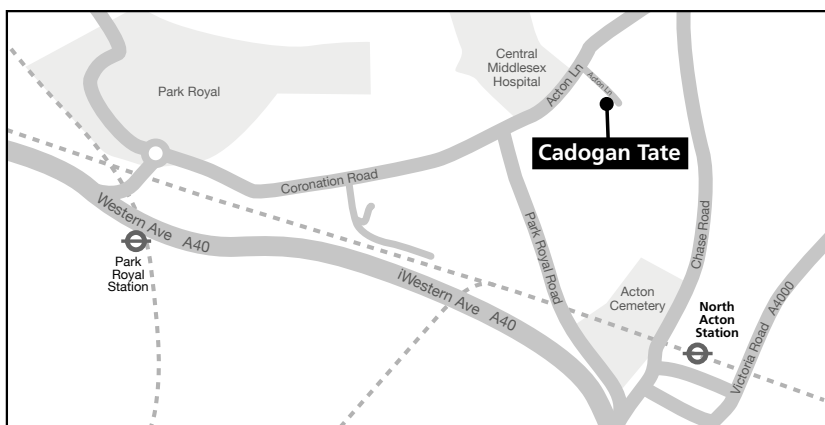 Central
Middlesex
Hospital
Acton Ln
Acton Ln
Park Royal
Cadogan Tate
Coronation Road
Western Ave A40
Park
Royal
Station
iWestern Ave A40
Park Royal Road
Chase Road
Acton
Cemetery
North
Acton
Station
Victoria Road A4000